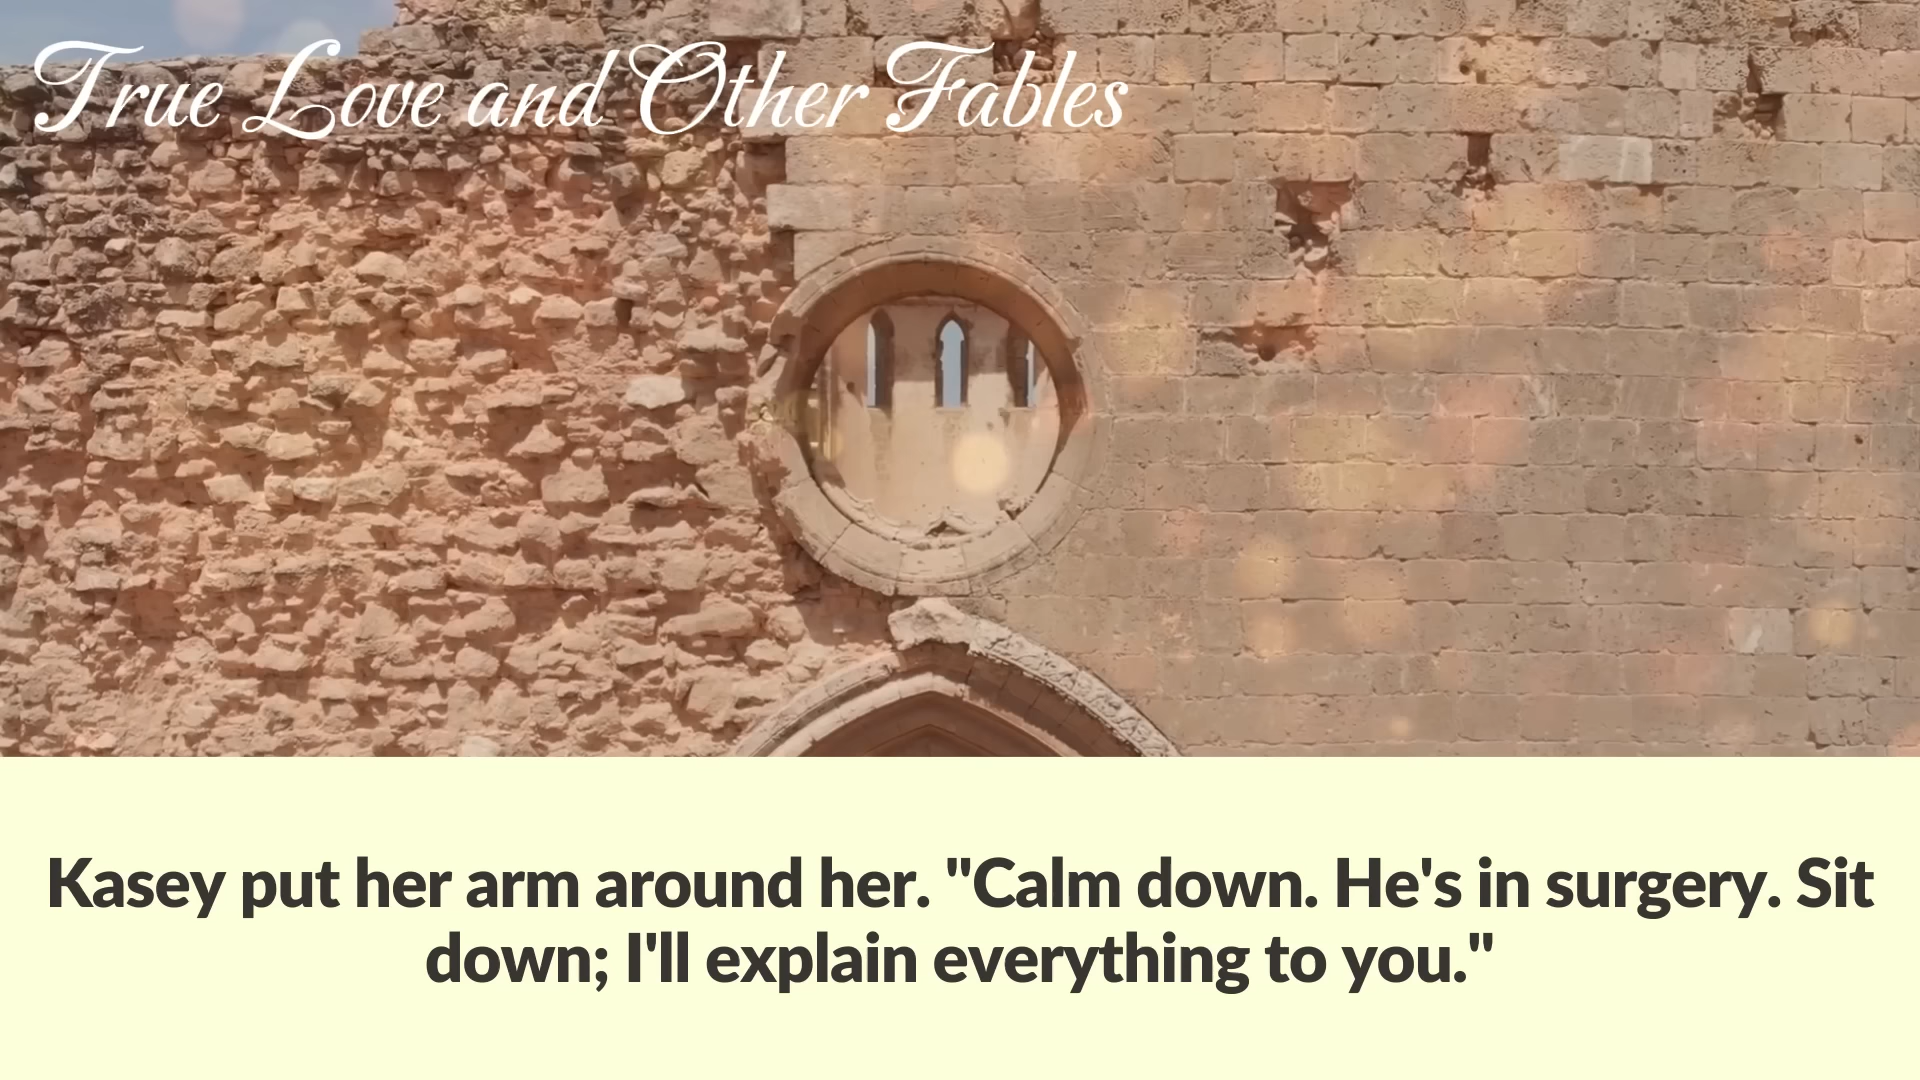 True Love and Other Fables
Kasey put her arm around her. "Calm down. He's in surgery. Sit
down; I'll explain everything to you."